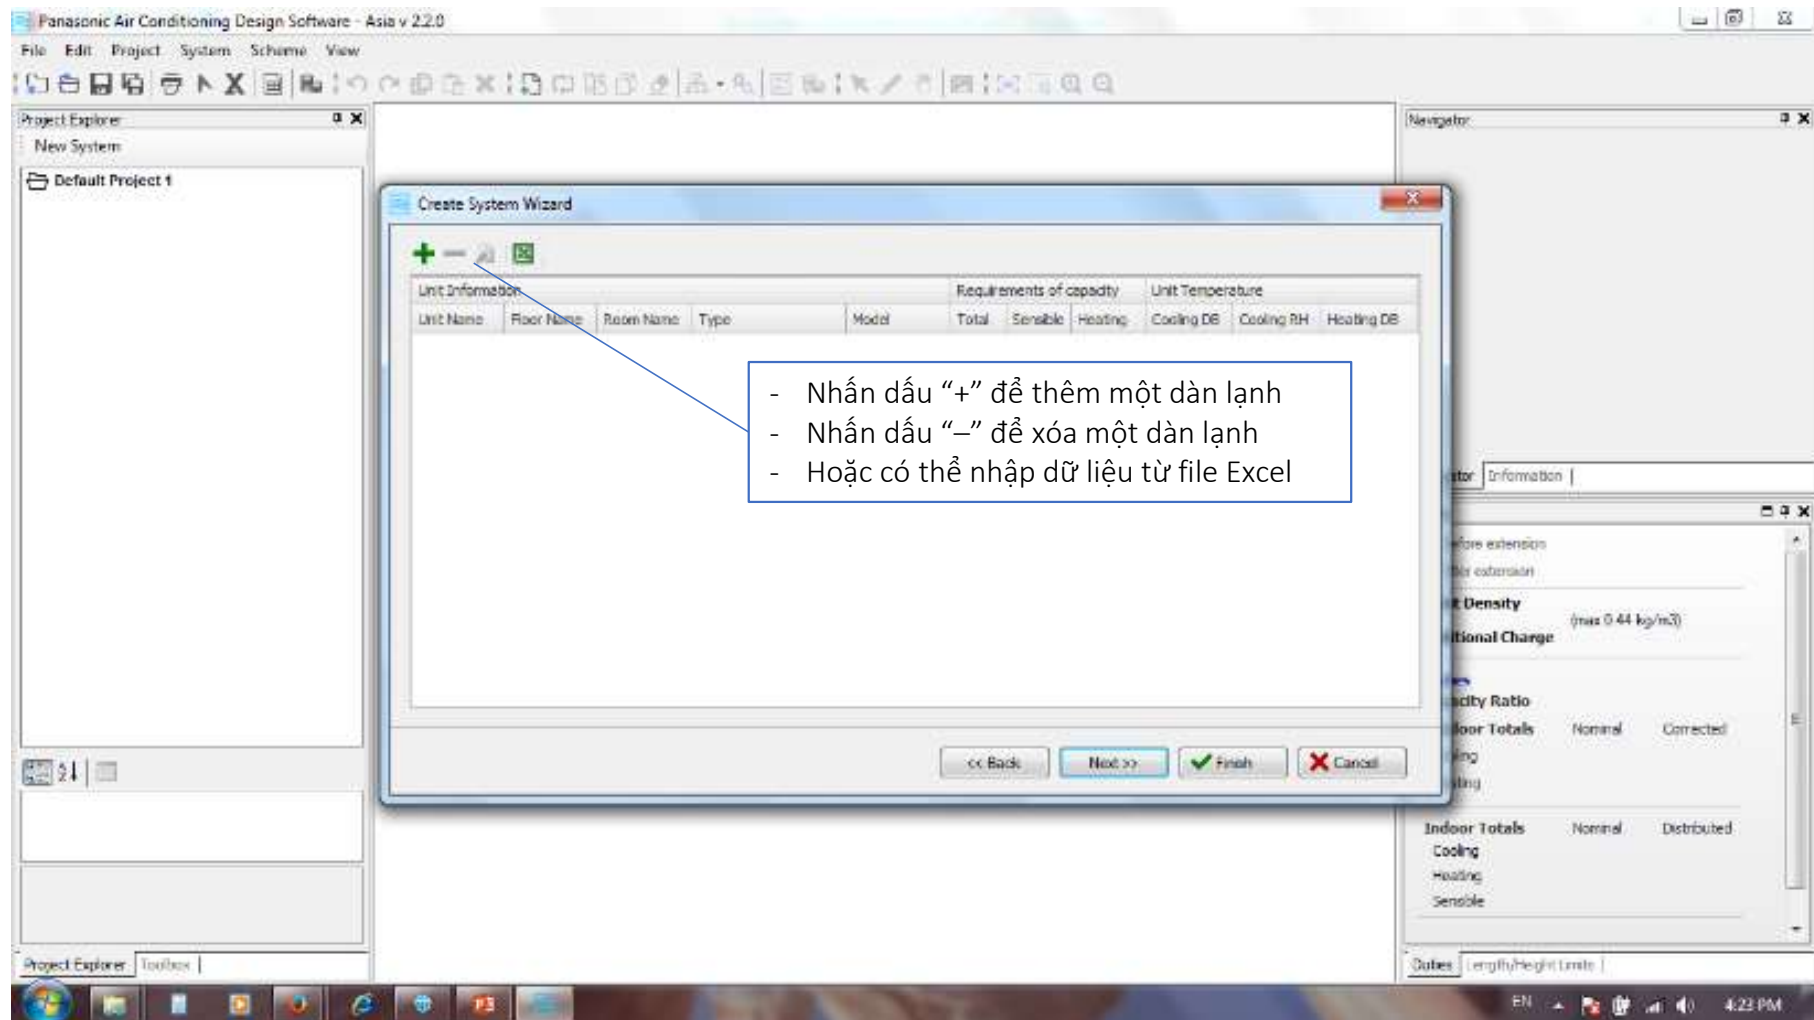 Panasonic Air Conditioning Design Software - Asia v 2.2.0
File Edit Project System Scheme View
Project Explorer
New System
Default Project 1
Navigator
Create System Wizard
Unit Information Requirements of capacity Unit Temperature
Unit Name Floor Name Room Name Type Model Total Sensible Heating Cooling DB Cooling RH Heating DB
- Nhấn dấu “+” để thêm một dàn lạnh
- Nhấn dấu “–” để xóa một dàn lạnh
- Hoặc có thể nhập dữ liệu từ file Excel
<< Back Next >> Finish Cancel
Information
extension
extension
Density
(max 0.44 kg/m3)
Charge
Ratio
Totals Nominal Corrected
Indoor Totals Nominal Distributed
Cooling
Heating
Sensible
Project Explorer Toolbox
Duties Length/Height Limits
EN 4:23 PM